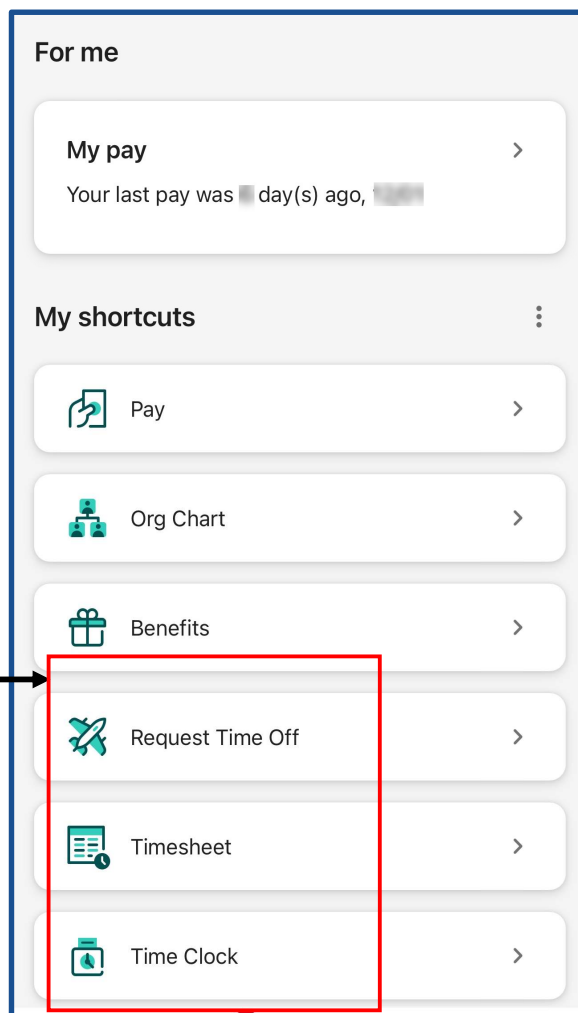 For me
My pay
Your last pay was day(s) ago,
My shortcuts
Pay
Org Chart
Benefits
Request Time Off
Timesheet
Time Clock